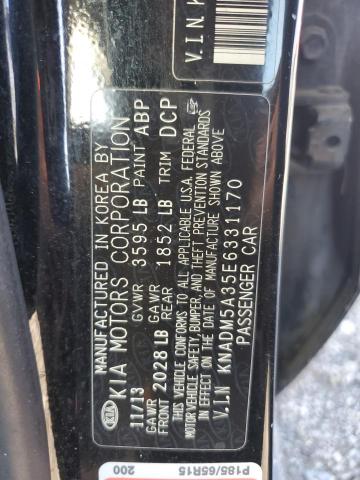 V.I.N. K
MANUFACTURED IN KOREA BY
KIA KIA MOTORS CORPORATION
11/13 GVWR 3595 LB PAINT ABP
GAWR FRONT 2028 LB GAWR REAR 1852 LB TRIM DCP
THIS VEHICLE CONFORMS TO ALL APPLICABLE U.S.A. FEDERAL
MOTOR VEHICLE SAFETY, BUMPER, AND THEFT PREVENTION STANDARDS
IN EFFECT ON THE DATE OF MANUFACTURE SHOWN ABOVE
V.I.N KNADM5A35E6331170
PASSENGER CAR
P185/65R15
200